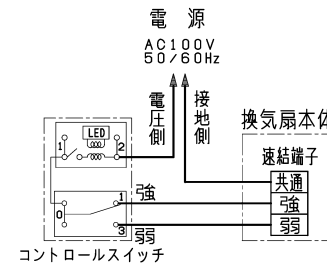 電 源
AC100V
50/60Hz
電圧側
接地側
換気扇本体
速結端子
共通
強
弱
LED
1 2
強
0 1
3
弱
コントロールスイッチ